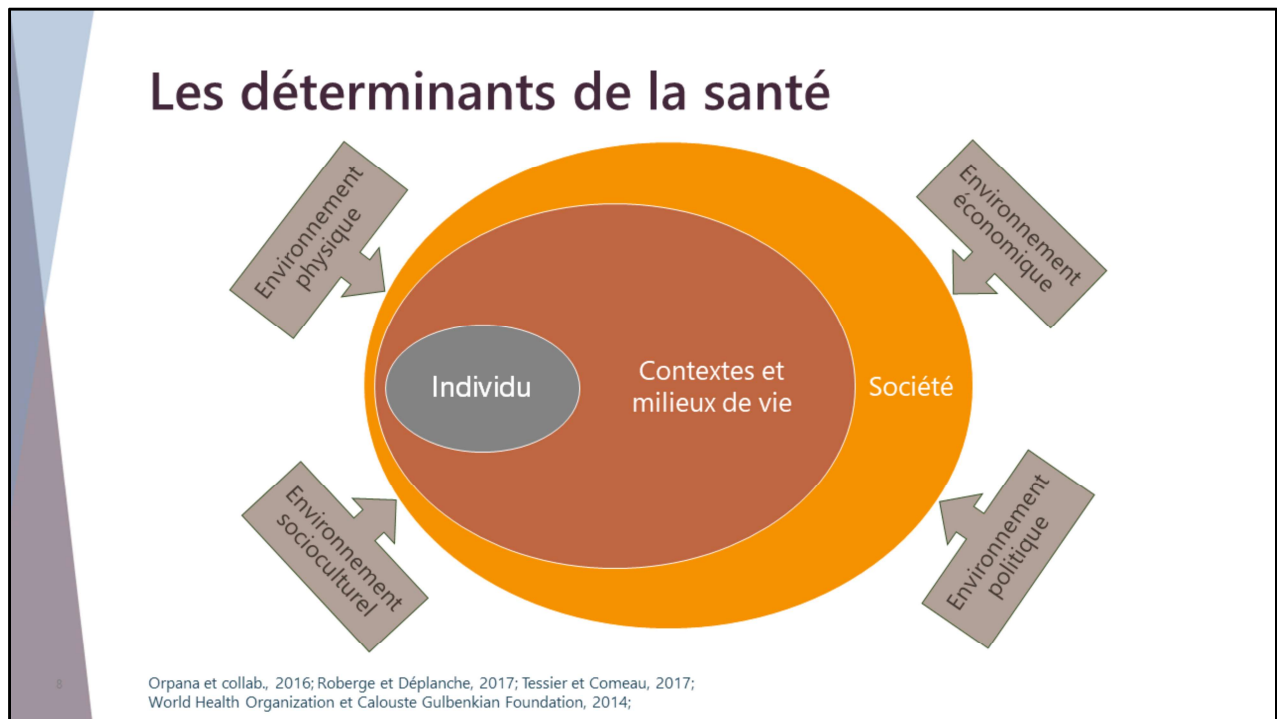 Les déterminants de la santé
Environnement
physique
Environnement
économique
Individu
Contextes et
milieux de vie
Société
Environnement
socioculturel
Environnement
politique
8
Orpana et collab., 2016; Roberge et Déplanche, 2017; Tessier et Comeau, 2017;
World Health Organization et Calouste Gulbenkian Foundation, 2014;